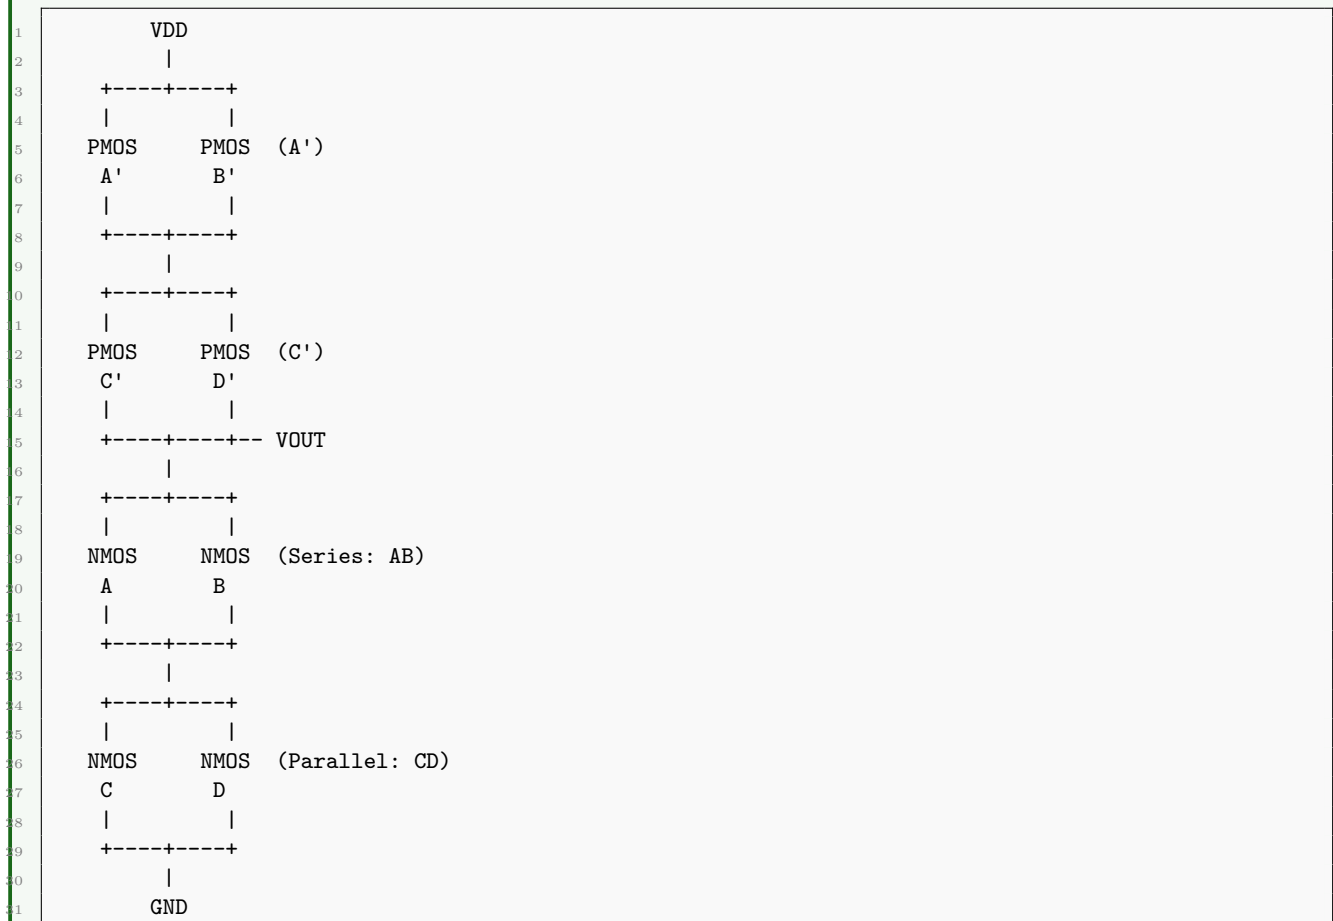 1         VDD
2          |
3     +----+----+
4     |         |
5    PMOS     PMOS  (A')
6     A'       B'
7     |         |
8     +----+----+
9          |
10     +----+----+
11     |         |
12    PMOS     PMOS  (C')
13     C'       D'
14     |         |
15     +----+----+-- VOUT
16          |
17     +----+----+
18     |         |
19    NMOS     NMOS  (Series: AB)
20     A        B
21     |         |
22     +----+----+
23          |
24     +----+----+
25     |         |
26    NMOS     NMOS  (Parallel: CD)
27     C        D
28     |         |
29     +----+----+
30          |
31         GND